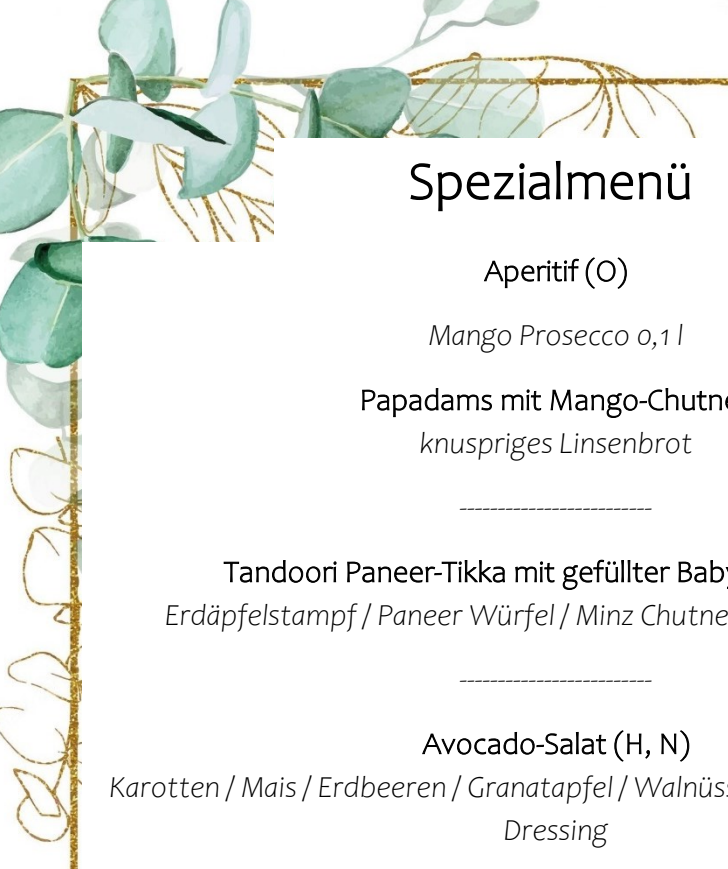 Spezialmenü
Aperitif (O)
Mango Prosecco 0,1 l
Papadams mit Mango-Chutne
knuspriges Linsenbrot
-------------------------
Tandoori Paneer-Tikka mit gefüllter Baby
Erdäpfelstampf / Paneer Würfel / Minz Chutne
-------------------------
Avocado-Salat (H, N)
Karotten / Mais / Erdbeeren / Granatapfel / Walnüs
Dressing